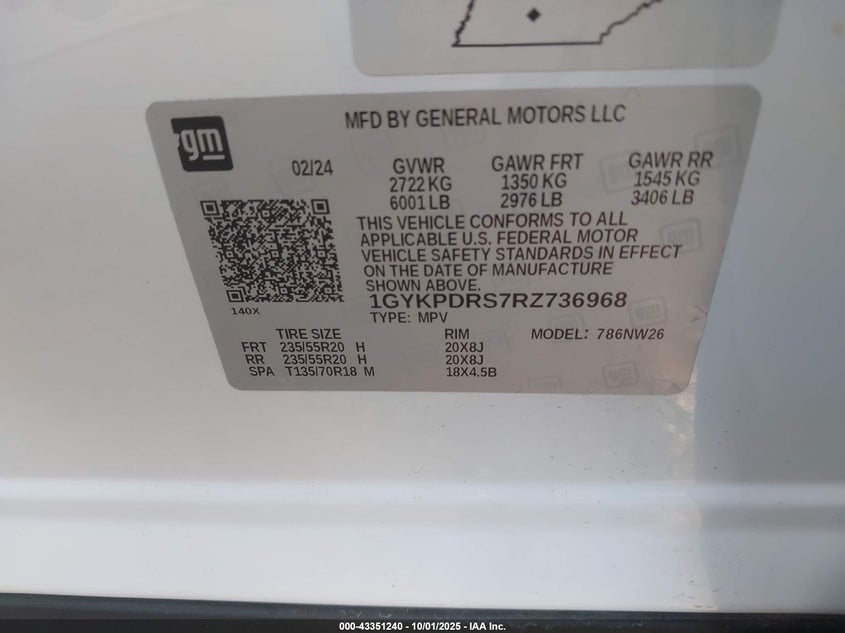 gm
MFD BY GENERAL MOTORS LLC
02/24
GVWR GAWR FRT GAWR RR
2722 KG 1350 KG 1545 KG
6001 LB 2976 LB 3406 LB
THIS VEHICLE CONFORMS TO ALL
APPLICABLE U.S. FEDERAL MOTOR
VEHICLE SAFETY STANDARDS IN EFFECT
ON THE DATE OF MANUFACTURE
SHOWN ABOVE.
1GYKPDRS7RZ736968
140X
TYPE: MPV
TIRE SIZE RIM MODEL: 786NW26
FRT 235/55R20 H 20X8J
RR 235/55R20 H 20X8J
SPA T135/70R18 M 18X4.5B
000-43351240 - 10/01/2025 - IAA Inc.